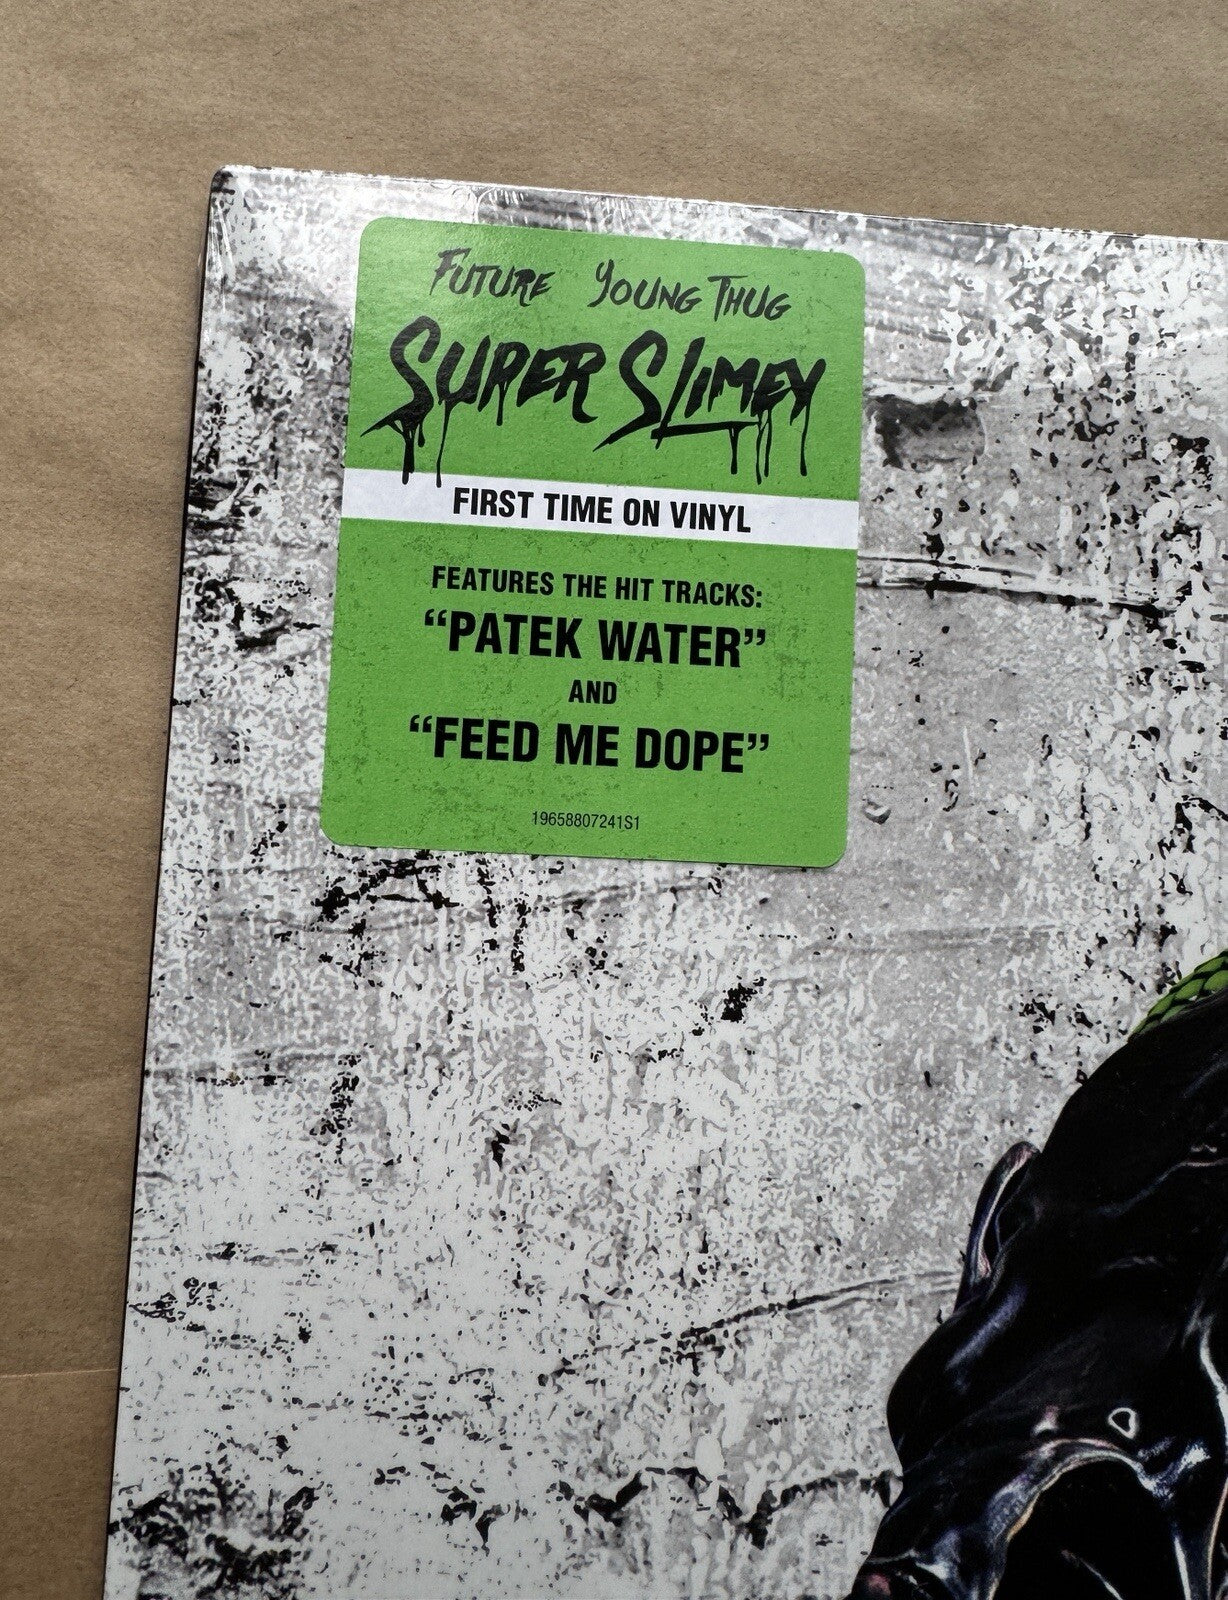 FUTURE YOUNG THUG
SUPER SLIMEY
FIRST TIME ON VINYL
FEATURES THE HIT TRACKS:
“PATEK WATER”
AND
“FEED ME DOPE”
19658807241S1